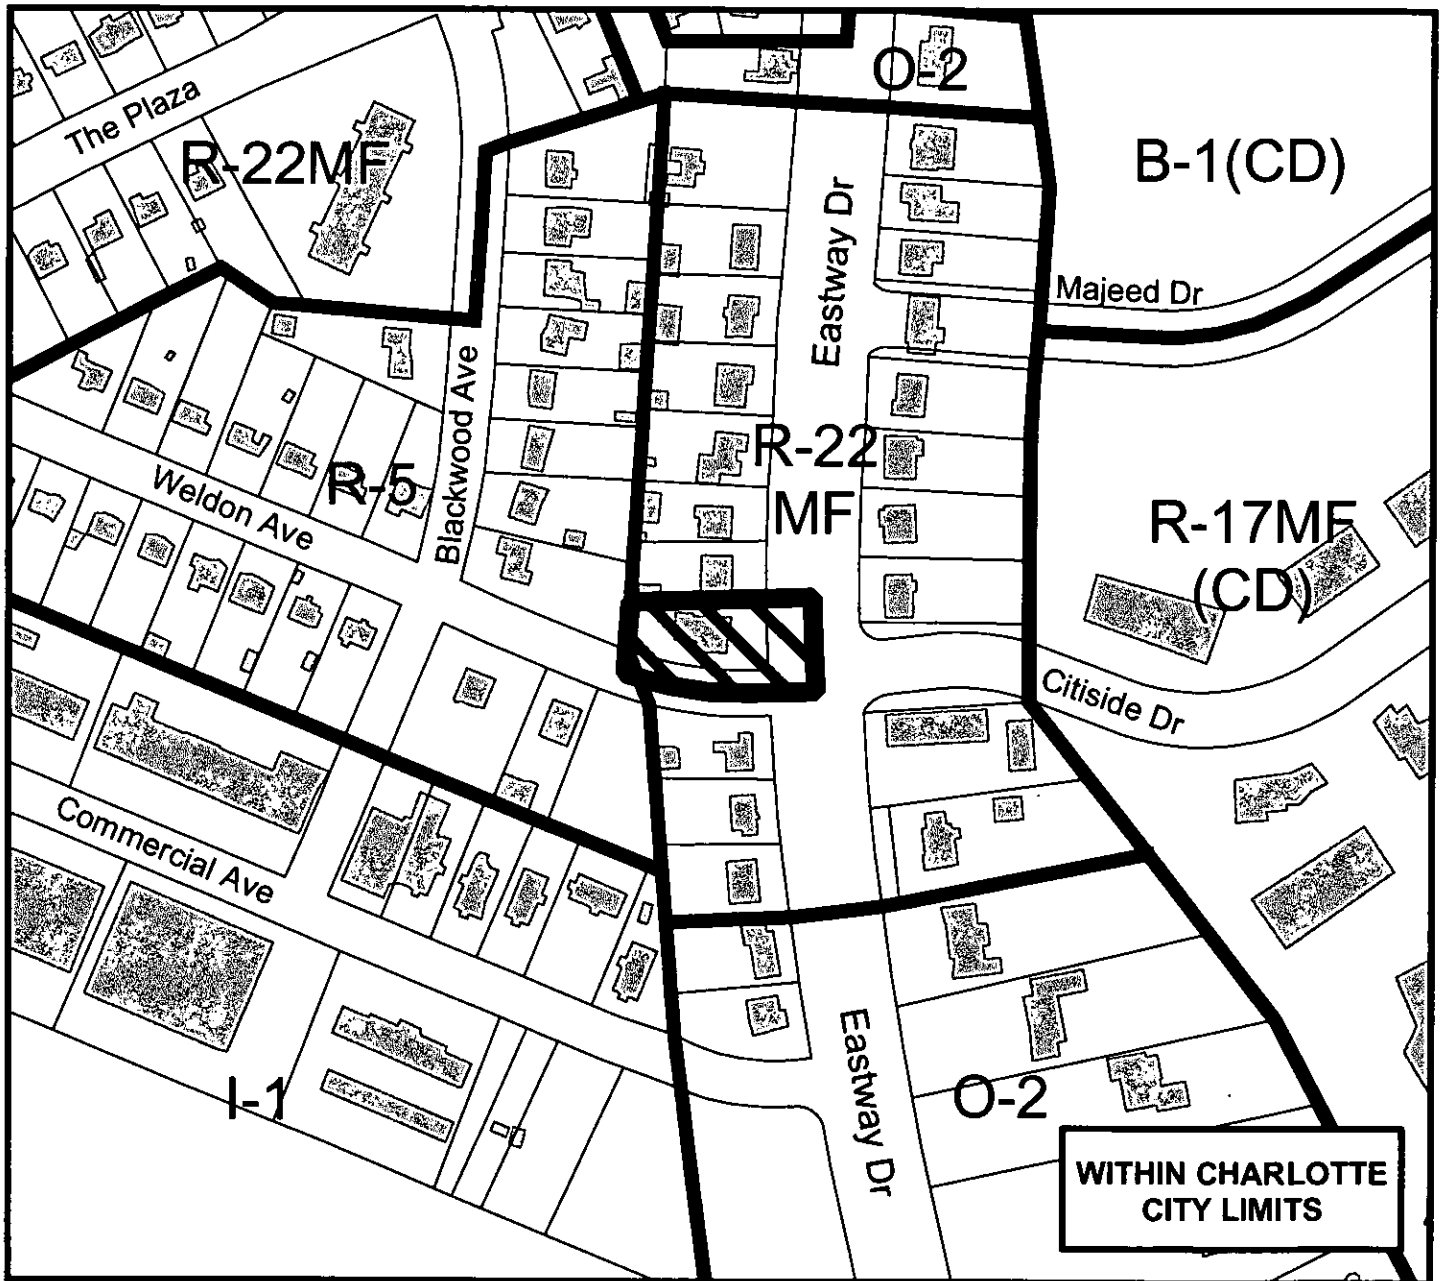 O-2
The Plaza
R-22MF
B-1(CD)
Eastway Dr
Majeed Dr
Blackwood Ave
R-22
MF
R-5
Weldon Ave
R-17MF
(CD)
Citiside Dr
Commercial Ave
Eastway Dr
I-1
O-2
WITHIN CHARLOTTE
CITY LIMITS